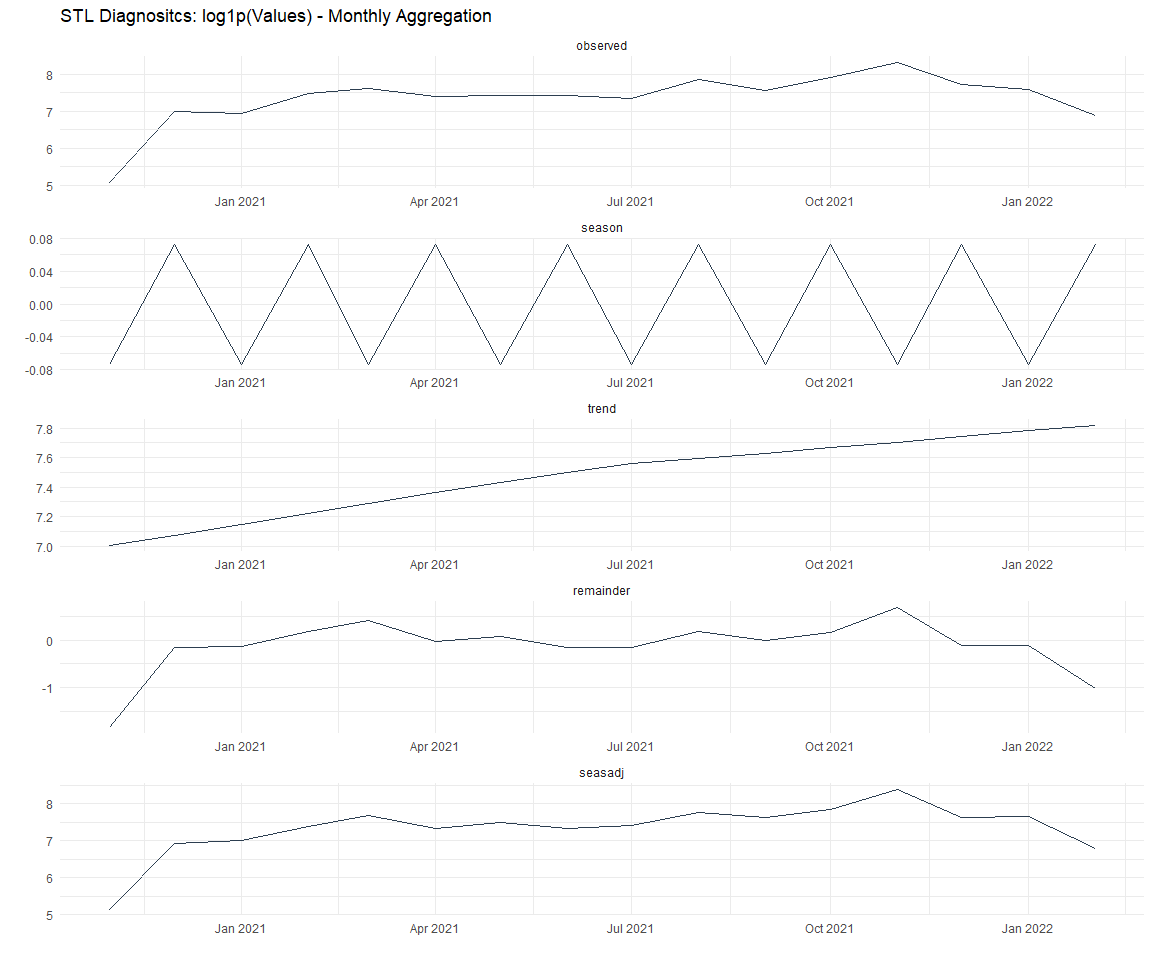 STL Diagnositcs: log1p(Values) - Monthly Aggregation
observed
8
7
6
5
Jan 2021 Apr 2021 Jul 2021 Oct 2021 Jan 2022
season
0.08
0.04
0.00
-0.04
-0.08
Jan 2021 Apr 2021 Jul 2021 Oct 2021 Jan 2022
trend
7.8
7.6
7.4
7.2
7.0
Jan 2021 Apr 2021 Jul 2021 Oct 2021 Jan 2022
remainder
0
-1
Jan 2021 Apr 2021 Jul 2021 Oct 2021 Jan 2022
seasadj
8
7
6
5
Jan 2021 Apr 2021 Jul 2021 Oct 2021 Jan 2022